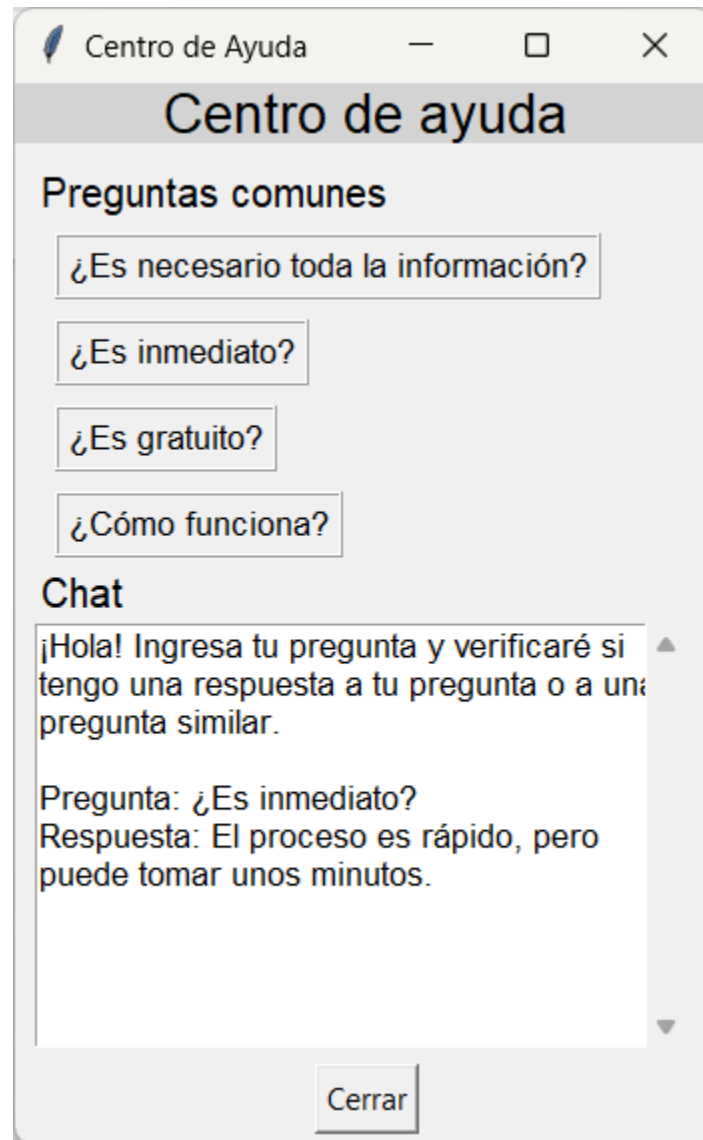 Centro de Ayuda
Centro de ayuda
Preguntas comunes
¿Es necesario toda la información?
¿Es inmediato?
¿Es gratuito?
¿Cómo funciona?
Chat
¡Hola! Ingresa tu pregunta y verificaré si
tengo una respuesta a tu pregunta o a una
pregunta similar.
Pregunta: ¿Es inmediato?
Respuesta: El proceso es rápido, pero
puede tomar unos minutos.
Cerrar